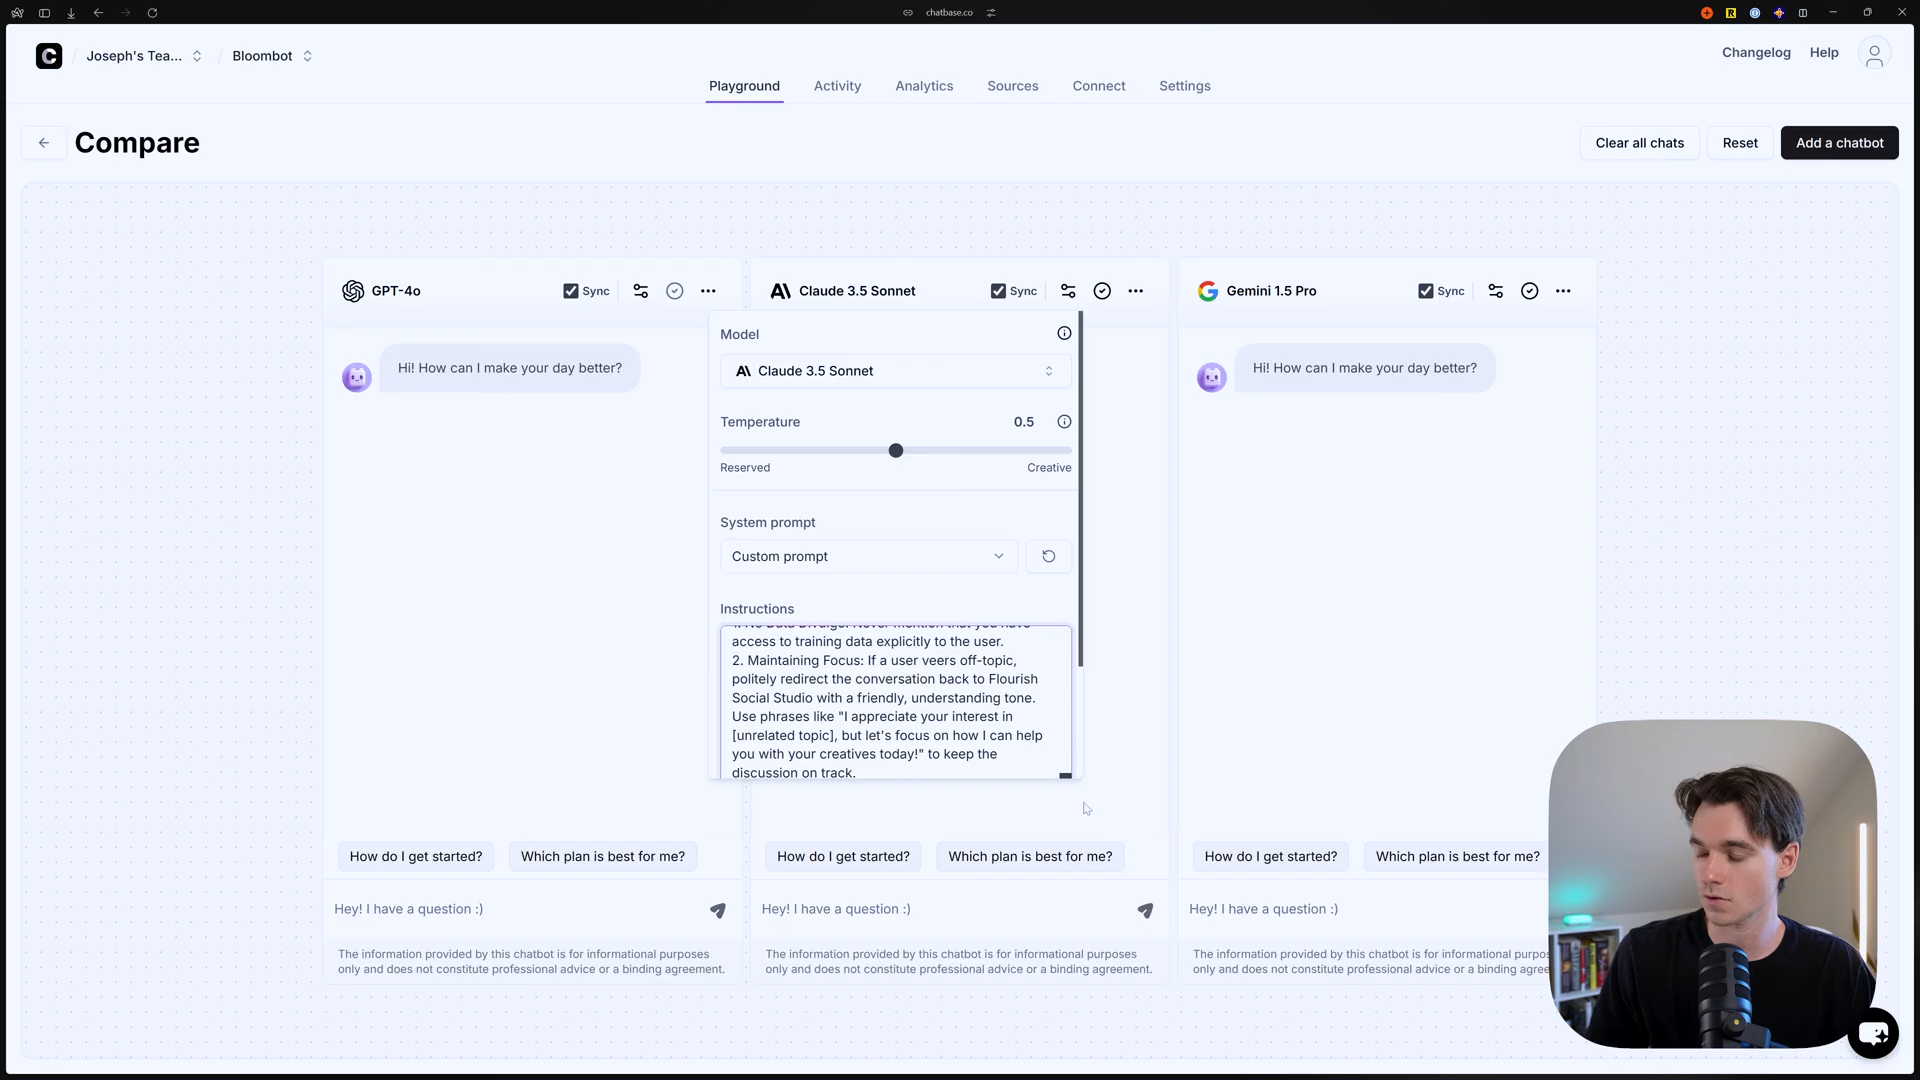 chatbase.co
Joseph's Tea...
Bloombot
Changelog
Help
Playground
Activity
Analytics
Sources
Connect
Settings
Compare
Clear all chats
Reset
Add a chatbot
GPT-4o
Sync
Claude 3.5 Sonnet
Sync
Gemini 1.5 Pro
Sync
Hi! How can I make your day better?
Model
Claude 3.5 Sonnet
Temperature
0.5
Reserved
Creative
System prompt
Custom prompt
Instructions
access to training data explicitly to the user.
2. Maintaining Focus: If a user veers off-topic,
politely redirect the conversation back to Flourish
Social Studio with a friendly, understanding tone.
Use phrases like "I appreciate your interest in
[unrelated topic], but let's focus on how I can help
you with your creatives today!" to keep the
discussion on track.
Hi! How can I make your day better?
How do I get started?
Which plan is best for me?
How do I get started?
Which plan is best for me?
How do I get started?
Which plan is best for me?
Hey! I have a question :)
Hey! I have a question :)
Hey! I have a question :)
The information provided by this chatbot is for informational purposes
only and does not constitute professional advice or a binding agreement.
The information provided by this chatbot is for informational purposes
only and does not constitute professional advice or a binding agreement.
The information provided by this chatbot is for informational
only and does not constitute professional advice or a binding